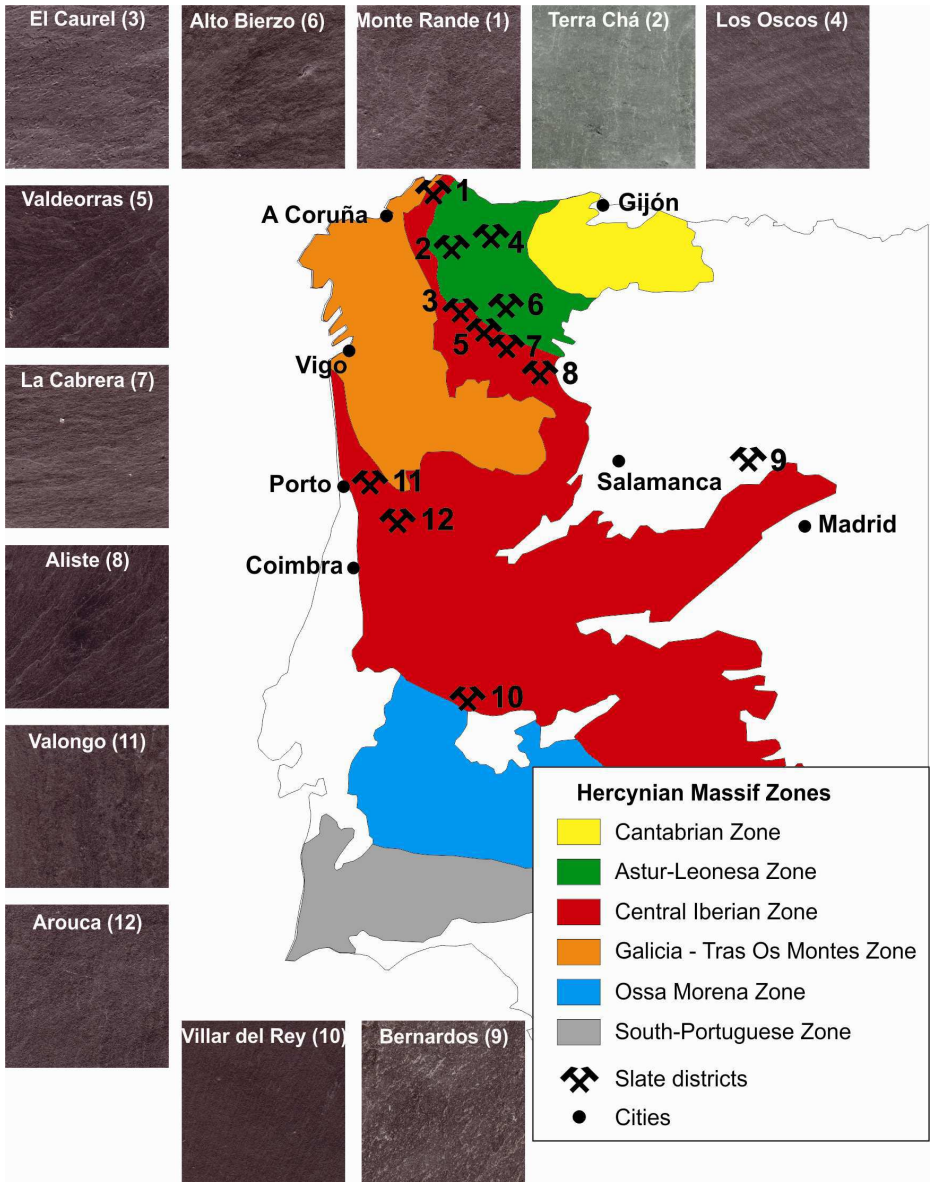 El Caurel (3)
Alto Bierzo (6)
Monte Rande (1)
Terra Chá (2)
Los Oscos (4)
Valdeorras (5)
La Cabrera (7)
Aliste (8)
Valongo (11)
Arouca (12)
Villar del Rey (10)
Bernardos (9)
1
A Coruña
Gijón
2
4
3
6
5
7
Vigo
8
9
Salamanca
Porto
11
12
Madrid
Coimbra
10
Hercynian Massif Zones
Cantabrian Zone
Astur-Leonesa Zone
Central Iberian Zone
Galicia - Tras Os Montes Zone
Ossa Morena Zone
South-Portuguese Zone
Slate districts
Cities